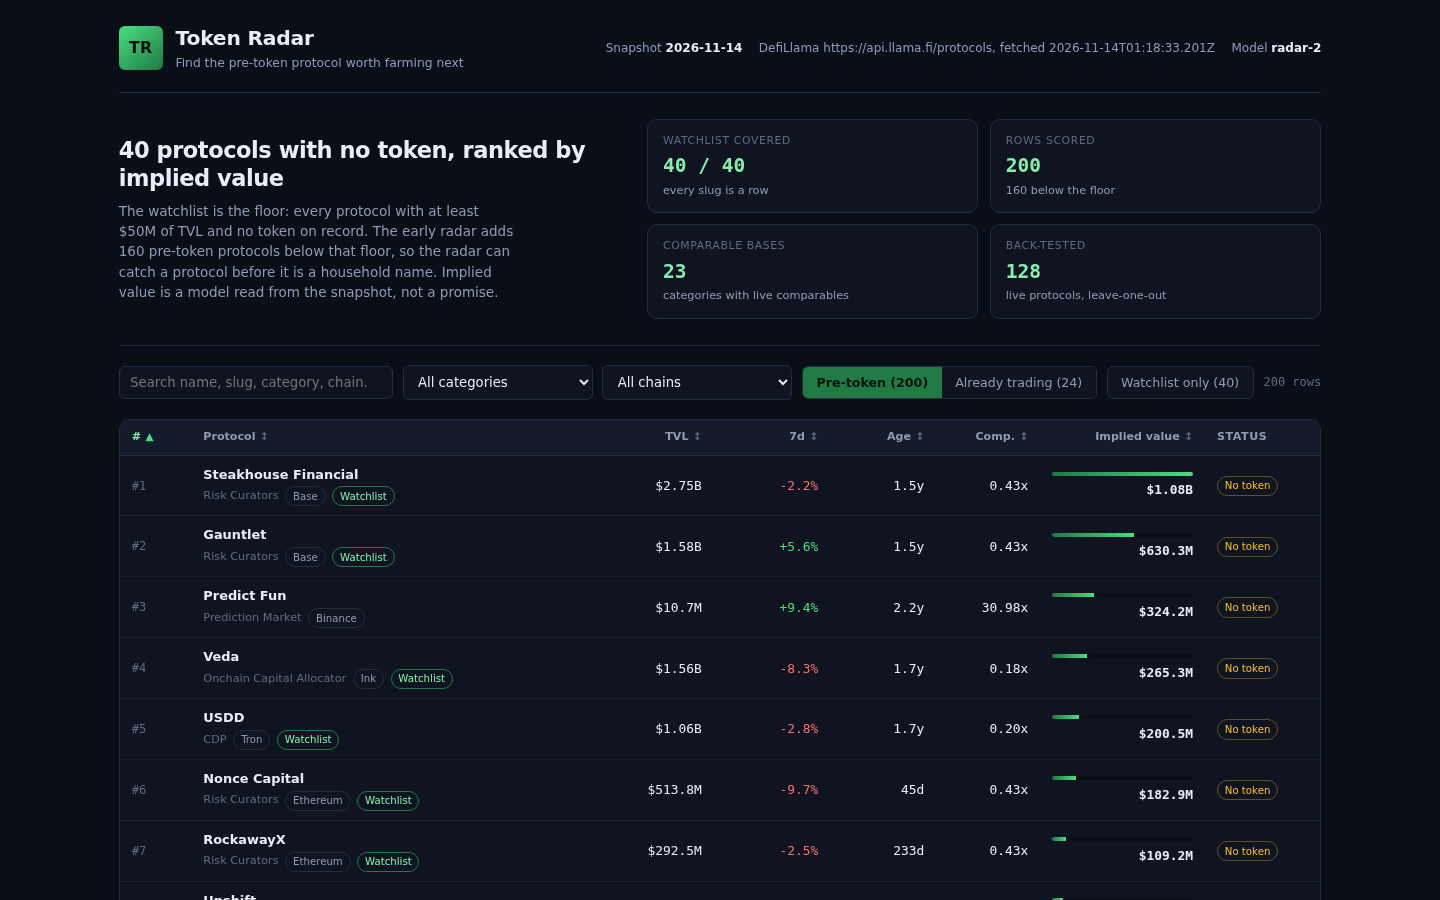 TR
Token Radar
Find the pre-token protocol worth farming next
Snapshot 2026-11-14 DefiLlama https://api.llama.fi/protocols, fetched 2026-11-14T01:18:33.201Z Model radar-2
40 protocols with no token, ranked by
implied value
The watchlist is the floor: every protocol with at least
$50M of TVL and no token on record. The early radar adds
160 pre-token protocols below that floor, so the radar can
catch a protocol before it is a household name. Implied
value is a model read from the snapshot, not a promise.
WATCHLIST COVERED
40 / 40
every slug is a row
ROWS SCORED
200
160 below the floor
COMPARABLE BASES
23
categories with live comparables
BACK-TESTED
128
live protocols, leave-one-out
Search name, slug, category, chain. All categories All chains Pre-token (200) Already trading (24) Watchlist only (40) 200 rows
# ▲ Protocol ↕ TVL ↕ 7d ↕ Age ↕ Comp. ↕ Implied value ↕ STATUS
#1 Steakhouse Financial $2.75B -2.2% 1.5y 0.43x $1.08B No token
Risk Curators Base Watchlist
#2 Gauntlet $1.58B +5.6% 1.5y 0.43x $630.3M No token
Risk Curators Base Watchlist
#3 Predict Fun $10.7M +9.4% 2.2y 30.98x $324.2M No token
Prediction Market Binance
#4 Veda $1.56B -8.3% 1.7y 0.18x $265.3M No token
Onchain Capital Allocator Ink Watchlist
#5 USDD $1.06B -2.8% 1.7y 0.20x $200.5M No token
CDP Tron Watchlist
#6 Nonce Capital $513.8M -9.7% 45d 0.43x $182.9M No token
Risk Curators Ethereum Watchlist
#7 RockawayX $292.5M -2.5% 233d 0.43x $109.2M No token
Risk Curators Ethereum Watchlist
Upshift